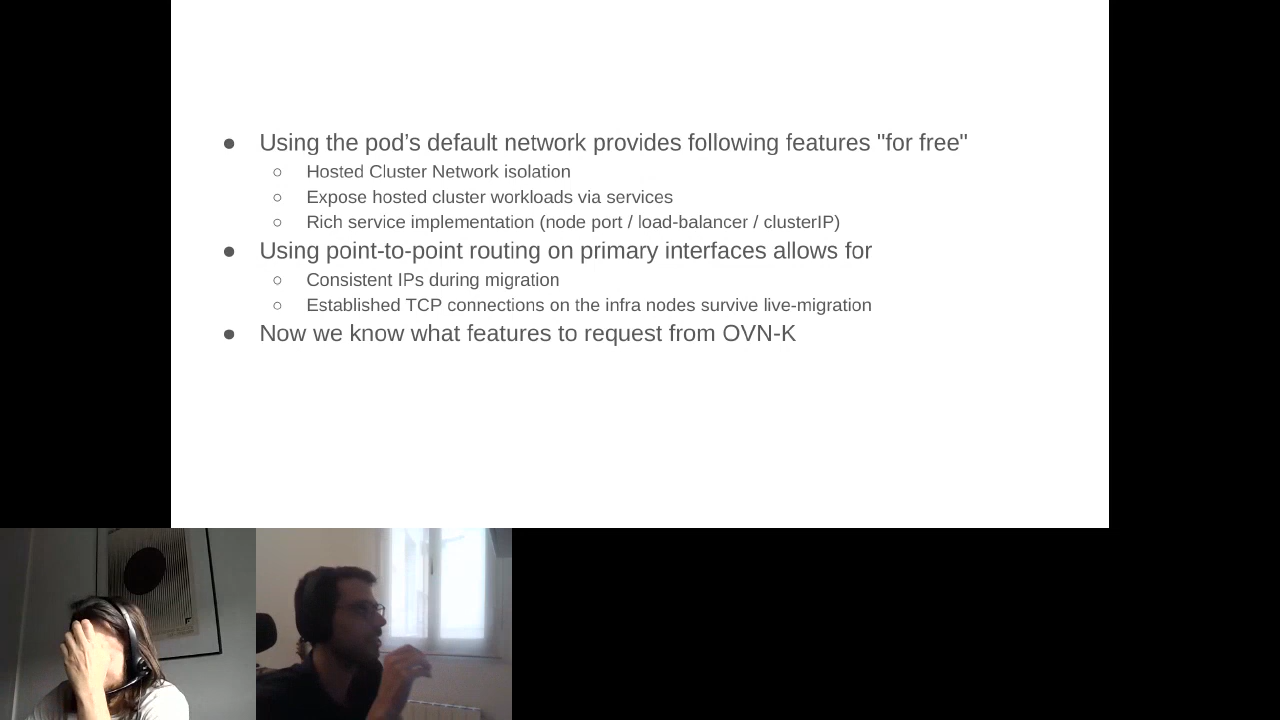 ● Using the pod’s default network provides following features "for free"
○ Hosted Cluster Network isolation
○ Expose hosted cluster workloads via services
○ Rich service implementation (node port / load-balancer / clusterIP)
● Using point-to-point routing on primary interfaces allows for
○ Consistent IPs during migration
○ Established TCP connections on the infra nodes survive live-migration
● Now we know what features to request from OVN-K